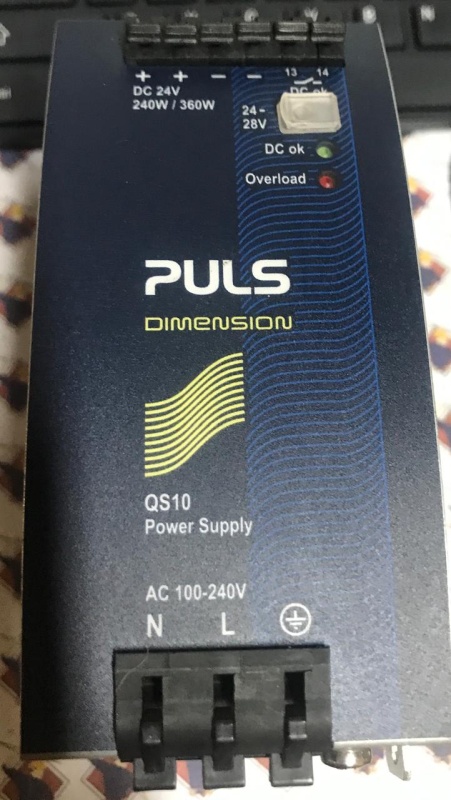 + + − − 13 14
DC 24V
DC ok
240W / 360W
24 -
28V
DC ok
Overload
PULS
DIMENSION
QS10
Power Supply
AC 100-240V
N L